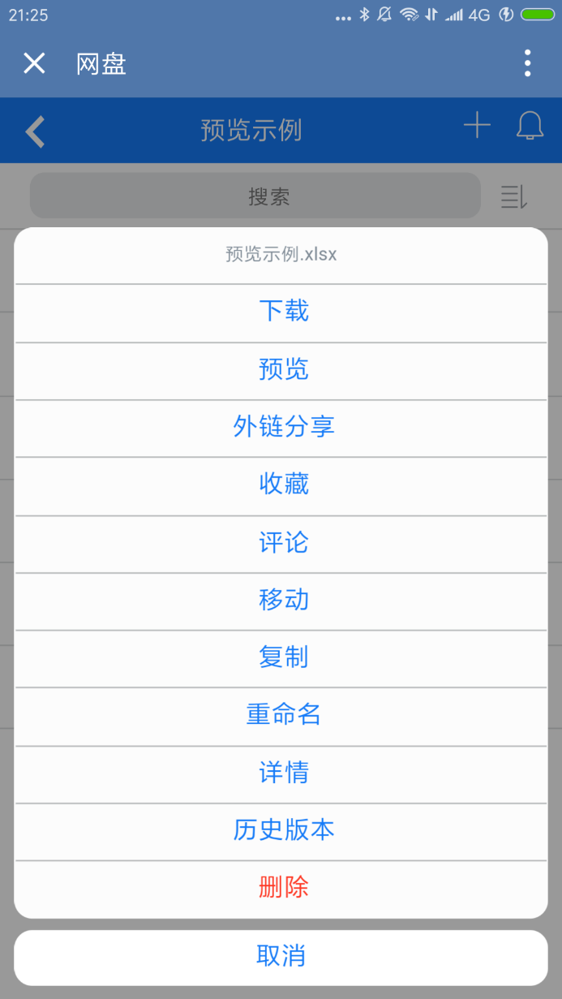 21:25
4G
网盘
预览示例
搜索
预览示例.xlsx
下载
预览
外链分享
收藏
评论
移动
复制
重命名
详情
历史版本
删除
取消